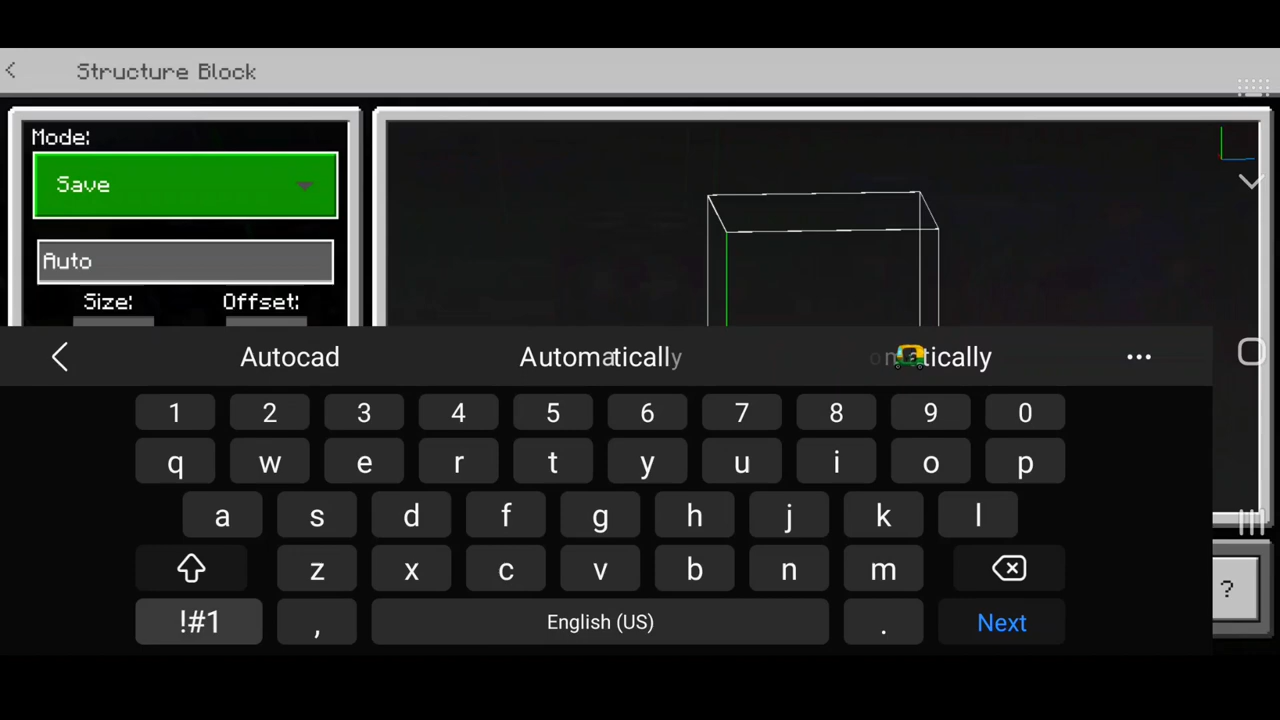 Structure Block
Mode:
Save
Auto
Size: Offset:
Autocad Automatically
1 2 3 4 5 6 7 8 9 0
q w e r t y u i o p
a s d f g h j k l
z x c v b n m
!#1 , English (US) . Next
?